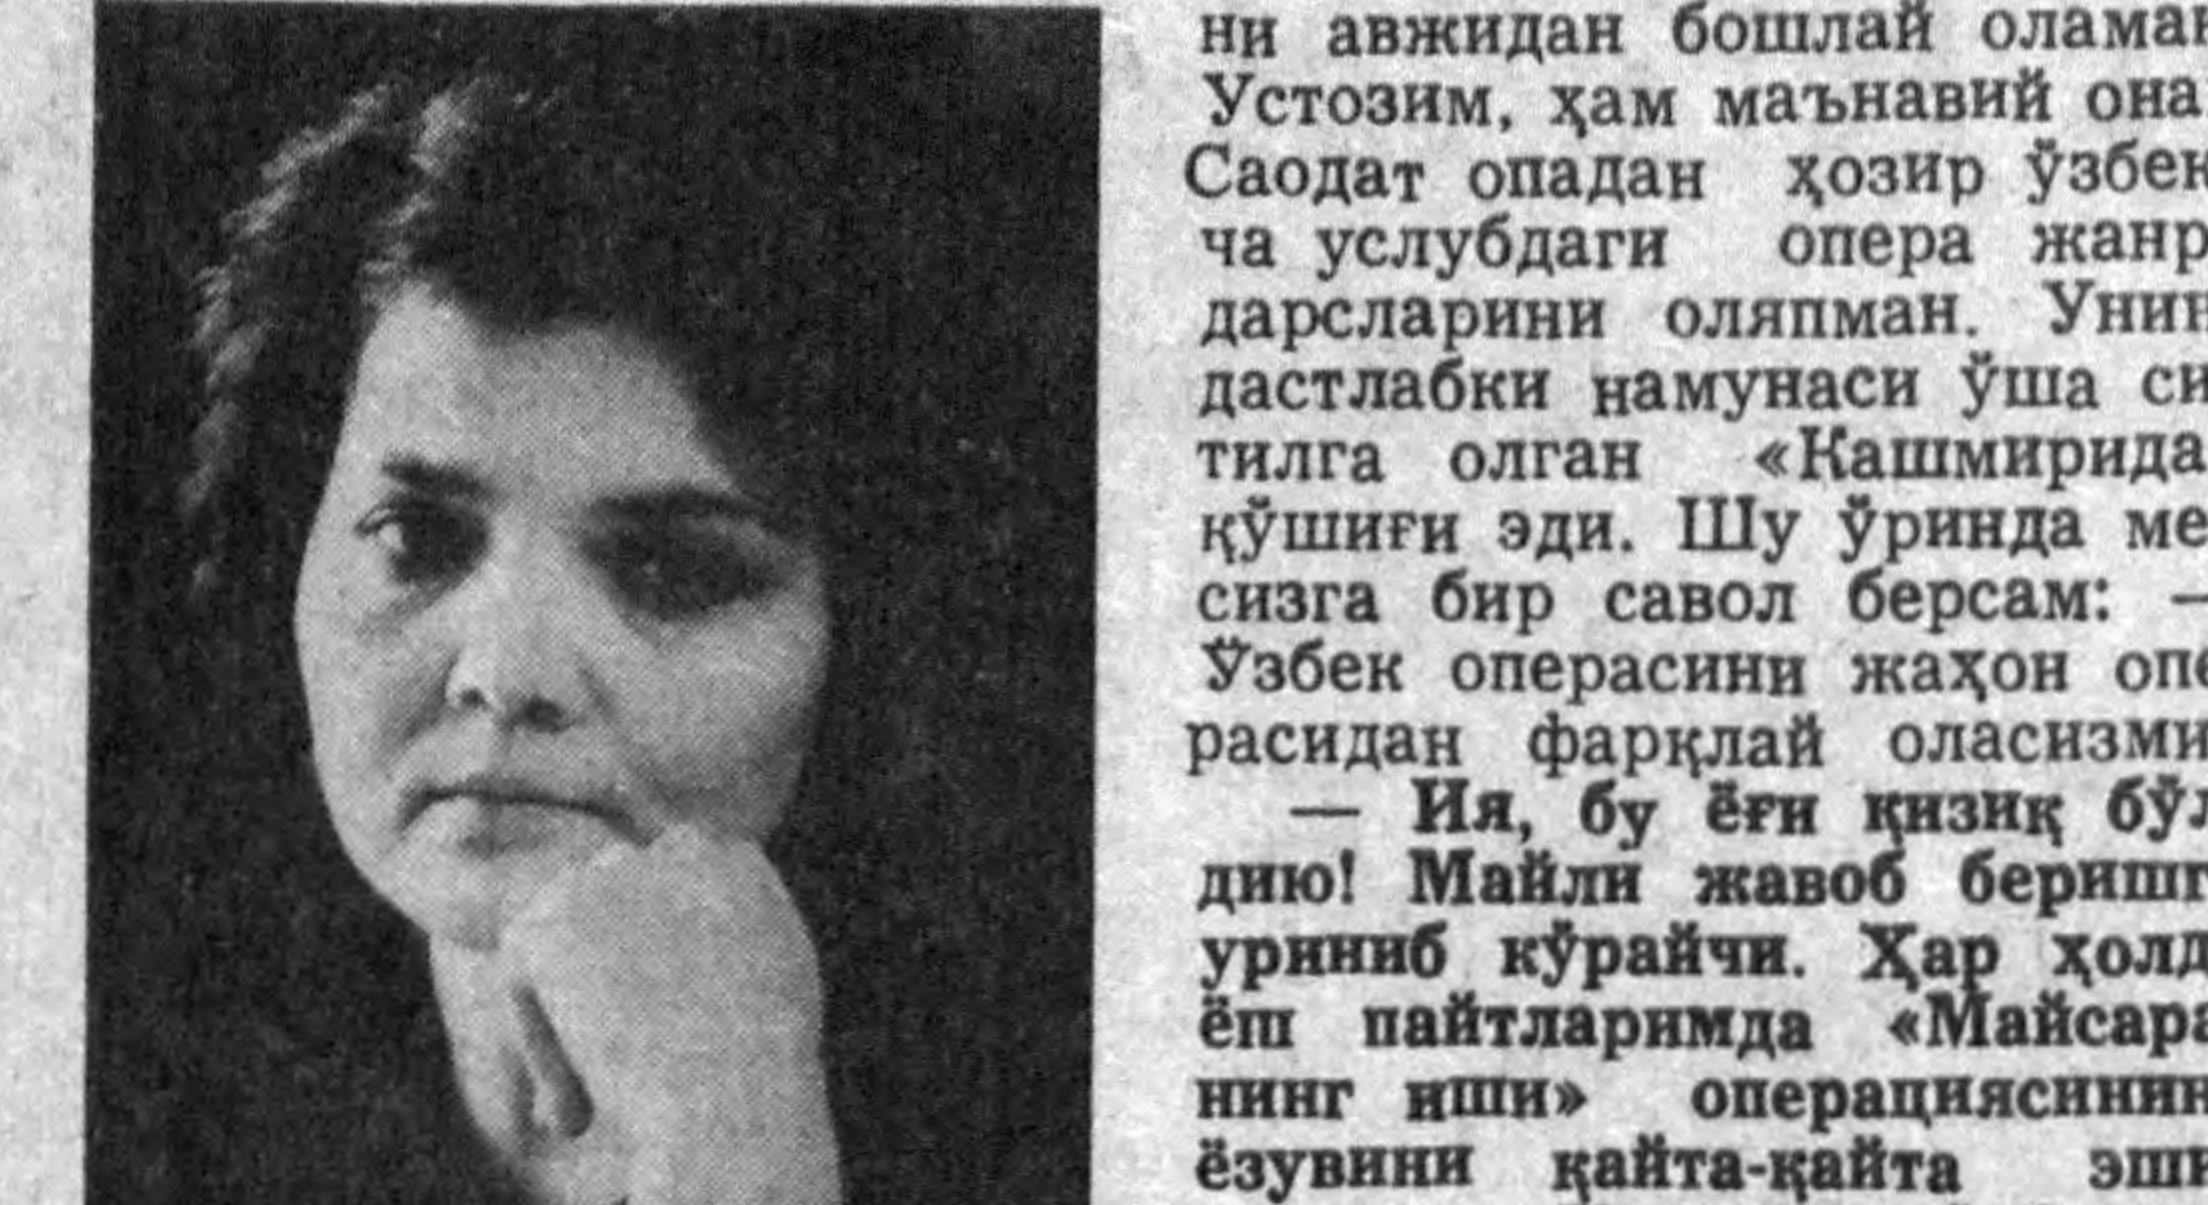 ни авжидан бошлай оламан
Устозим, ҳам маънавий она
Саодат опадан ҳозир ўзбек
ча услубдаги опера жанр
дарсларини оляпман. Унин
дастлабки намунаси ўша си
тилга олган «Кашмирида
қўшиғи эди. Шу ўринда ме
сизга бир савол берсам: —
Ўзбек операсини жаҳон опе
расидан фарқлай оласизми
— Ия, бу ёғи қизиқ бўл
дию! Майли жавоб беришг
уриниб кўрайчи. Ҳар ҳолд
ёш пайтларимда «Майсара
нинг иши» операциясинин
ёзувини қайта-қайта эши